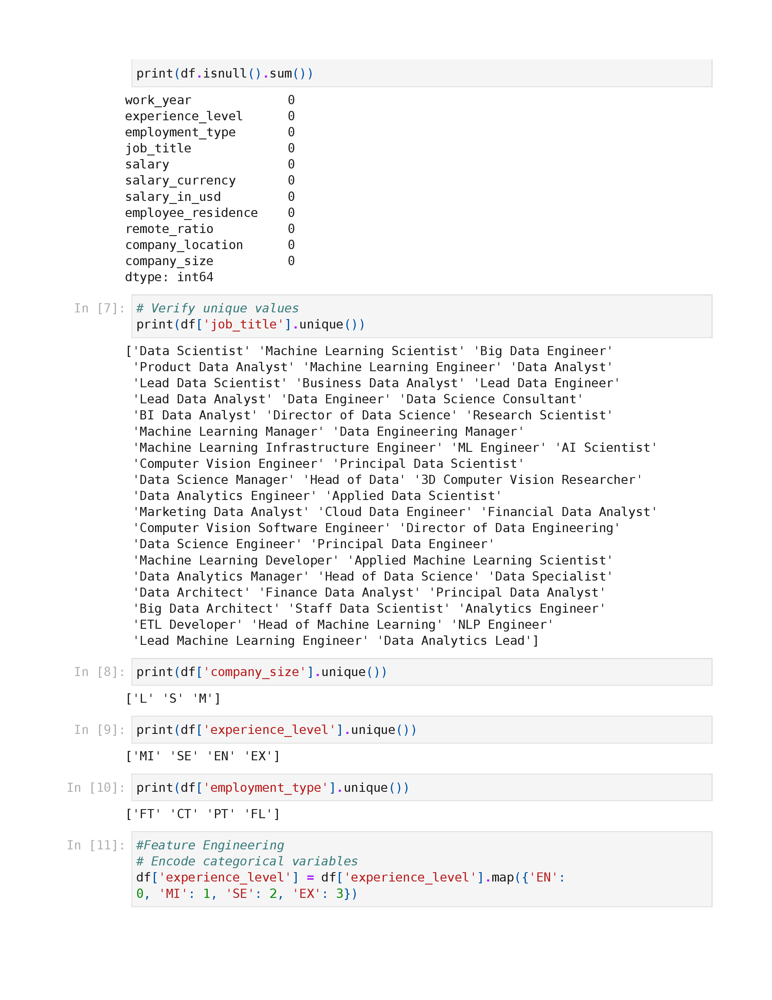 print(df.isnull().sum())
work_year             0
experience_level      0
employment_type       0
job_title             0
salary                0
salary_currency       0
salary_in_usd         0
employee_residence    0
remote_ratio          0
company_location      0
company_size          0
dtype: int64
In [7]: # Verify unique values
print(df['job_title'].unique())
['Data Scientist' 'Machine Learning Scientist' 'Big Data Engineer'
 'Product Data Analyst' 'Machine Learning Engineer' 'Data Analyst'
 'Lead Data Scientist' 'Business Data Analyst' 'Lead Data Engineer'
 'Lead Data Analyst' 'Data Engineer' 'Data Science Consultant'
 'BI Data Analyst' 'Director of Data Science' 'Research Scientist'
 'Machine Learning Manager' 'Data Engineering Manager'
 'Machine Learning Infrastructure Engineer' 'ML Engineer' 'AI Scientist'
 'Computer Vision Engineer' 'Principal Data Scientist'
 'Data Science Manager' 'Head of Data' '3D Computer Vision Researcher'
 'Data Analytics Engineer' 'Applied Data Scientist'
 'Marketing Data Analyst' 'Cloud Data Engineer' 'Financial Data Analyst'
 'Computer Vision Software Engineer' 'Director of Data Engineering'
 'Data Science Engineer' 'Principal Data Engineer'
 'Machine Learning Developer' 'Applied Machine Learning Scientist'
 'Data Analytics Manager' 'Head of Data Science' 'Data Specialist'
 'Data Architect' 'Finance Data Analyst' 'Principal Data Analyst'
 'Big Data Architect' 'Staff Data Scientist' 'Analytics Engineer'
 'ETL Developer' 'Head of Machine Learning' 'NLP Engineer'
 'Lead Machine Learning Engineer' 'Data Analytics Lead']
In [8]: print(df['company_size'].unique())
['L' 'S' 'M']
In [9]: print(df['experience_level'].unique())
['MI' 'SE' 'EN' 'EX']
In [10]: print(df['employment_type'].unique())
['FT' 'CT' 'PT' 'FL']
In [11]: #Feature Engineering
# Encode categorical variables
df['experience_level'] = df['experience_level'].map({'EN':
0, 'MI': 1, 'SE': 2, 'EX': 3})